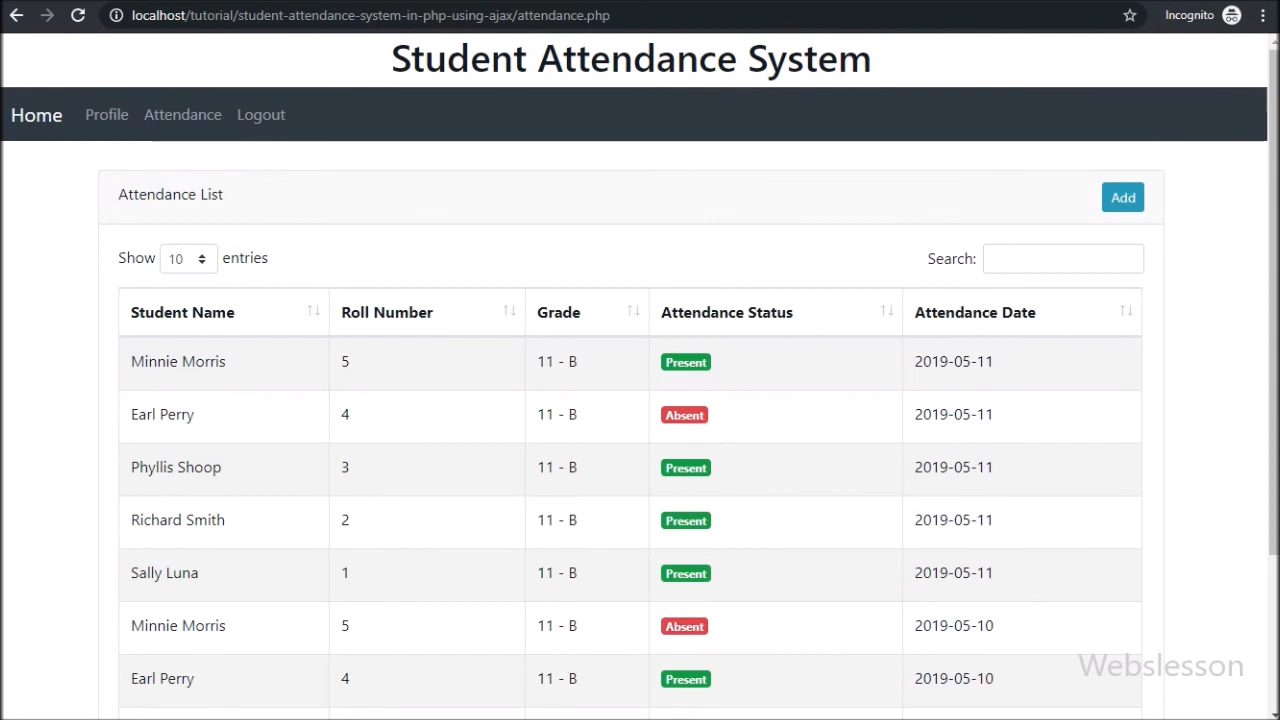 localhost/tutorial/student-attendance-system-in-php-using-ajax/attendance.php Incognito
Student Attendance System
Home Profile Attendance Logout
Attendance List Add
Show 10 entries Search:
Student Name Roll Number Grade Attendance Status Attendance Date
Minnie Morris 5 11 - B Present 2019-05-11
Earl Perry 4 11 - B Absent 2019-05-11
Phyllis Shoop 3 11 - B Present 2019-05-11
Richard Smith 2 11 - B Present 2019-05-11
Sally Luna 1 11 - B Present 2019-05-11
Minnie Morris 5 11 - B Absent 2019-05-10
Earl Perry 4 11 - B Present 2019-05-10
Webslesson